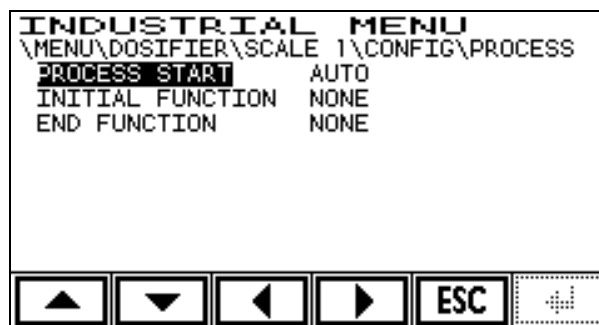 INDUSTRIAL MENU
\MENU\DOSIFIER\SCALE 1\CONFIG\PROCESS
PROCESS START AUTO
INITIAL FUNCTION NONE
END FUNCTION NONE
ESC